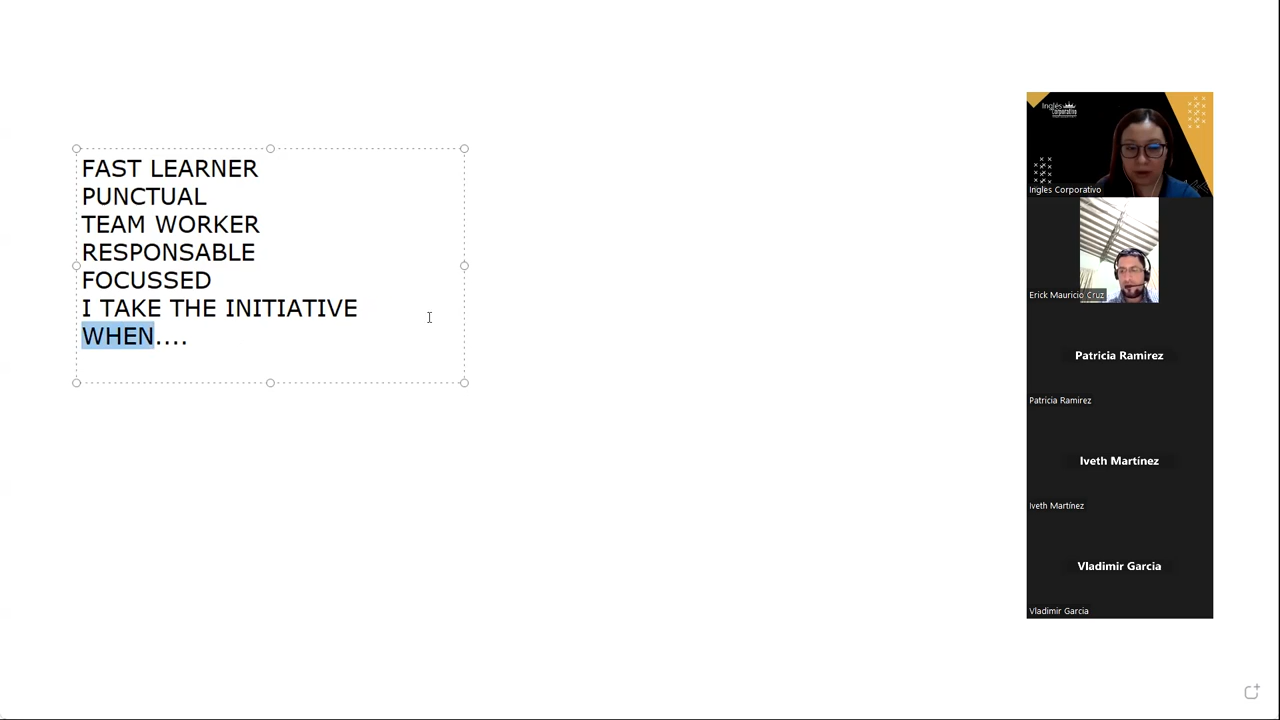 FAST LEARNER
PUNCTUAL
TEAM WORKER
RESPONSABLE
FOCUSSED
I TAKE THE INITIATIVE
WHEN....
Inglés
Corporativo
Ingles Corporativo
Erick Mauricio Cruz
Patricia Ramirez
Patricia Ramirez
Iveth Martínez
Iveth Martínez
Vladimir Garcia
Vladimir Garcia